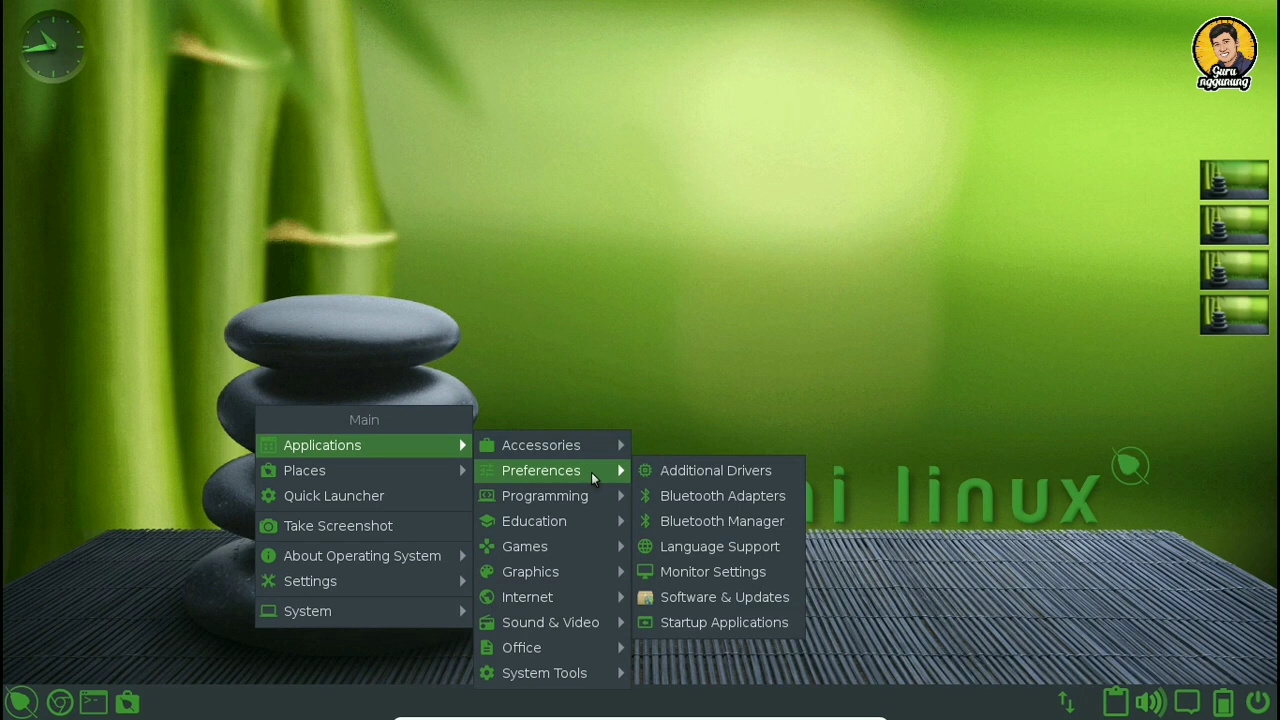 Guru
nggunung
Main
Applications
Places
Quick Launcher
Take Screenshot
About Operating System
Settings
System
Accessories
Preferences
Programming
Education
Games
Graphics
Internet
Sound & Video
Office
System Tools
Additional Drivers
Bluetooth Adapters
Bluetooth Manager
Language Support
Monitor Settings
Software & Updates
Startup Applications
linux